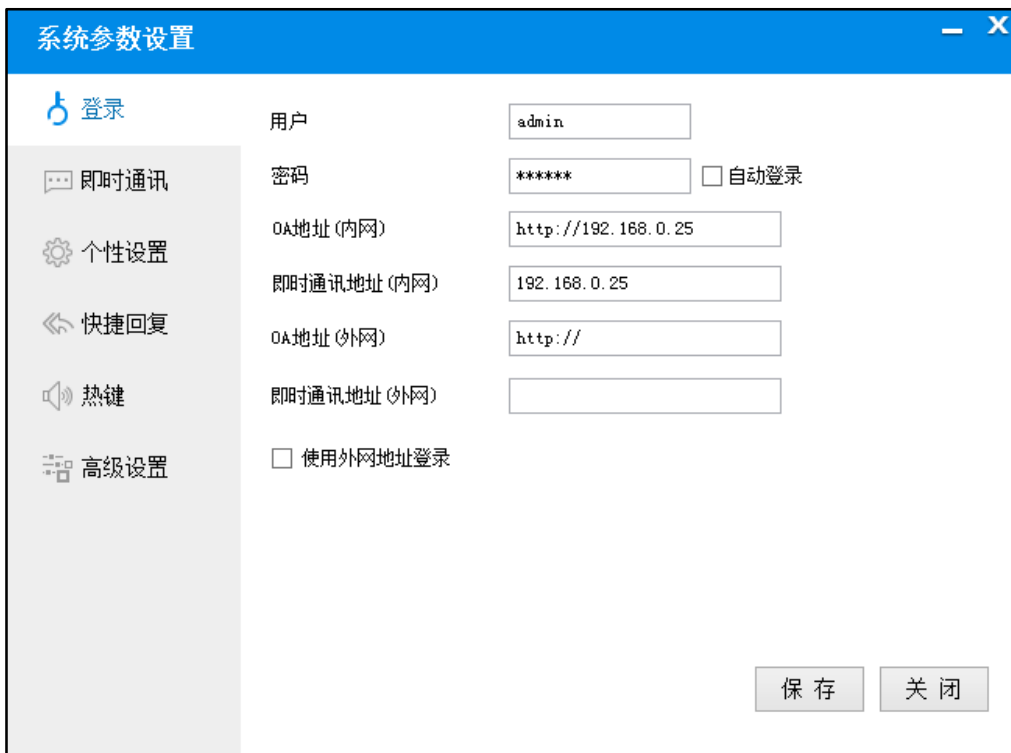 系统参数设置
登录
即时通讯
个性设置
快捷回复
热键
高级设置
用户 admin
密码 ****** 自动登录
OA地址(内网) http://192.168.0.25
即时通讯地址(内网) 192.168.0.25
OA地址(外网) http://
即时通讯地址(外网)
使用外网地址登录
保存 关闭